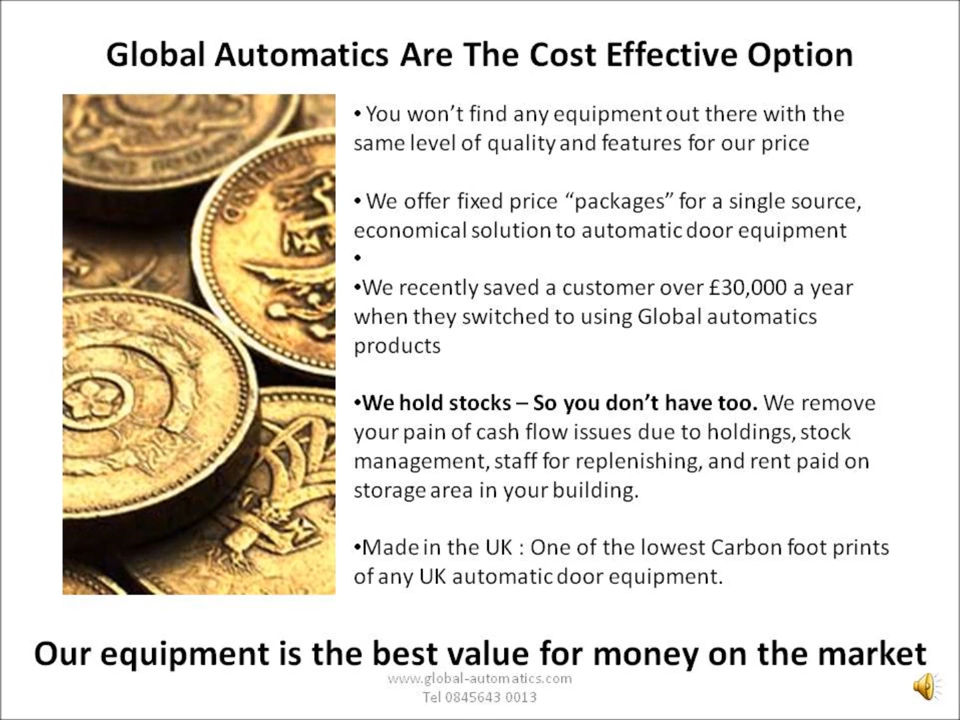 Global Automatics Are The Cost Effective Option
• You won't find any equipment out there with the
same level of quality and features for our price
• We offer fixed price “packages” for a single source,
economical solution to automatic door equipment
•
•We recently saved a customer over £30,000 a year
when they switched to using Global automatics
products
•We hold stocks – So you don't have too. We remove
your pain of cash flow issues due to holdings, stock
management, staff for replenishing, and rent paid on
storage area in your building.
•Made in the UK : One of the lowest Carbon foot prints
of any UK automatic door equipment.
Our equipment is the best value for money on the market
www.global-automatics.com
Tel 0845643 0013